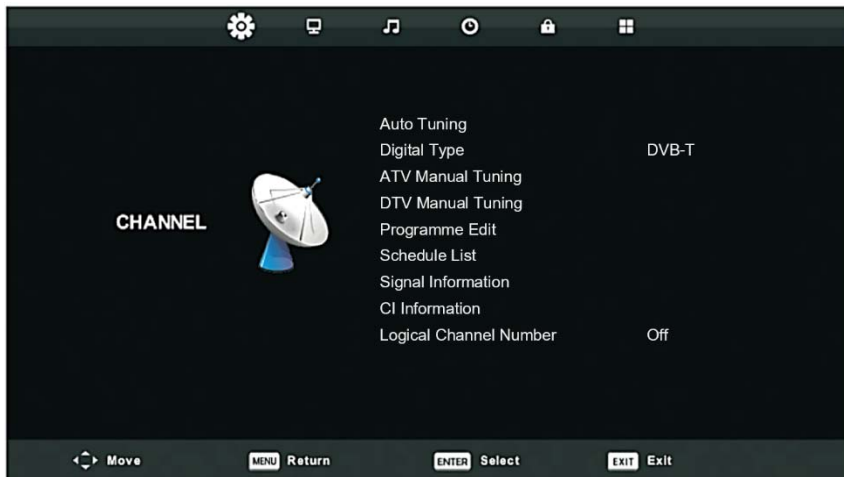 CHANNEL
Auto Tuning
Digital Type DVB-T
ATV Manual Tuning
DTV Manual Tuning
Programme Edit
Schedule List
Signal Information
CI Information
Logical Channel Number Off
Move MENU Return ENTER Select EXIT Exit